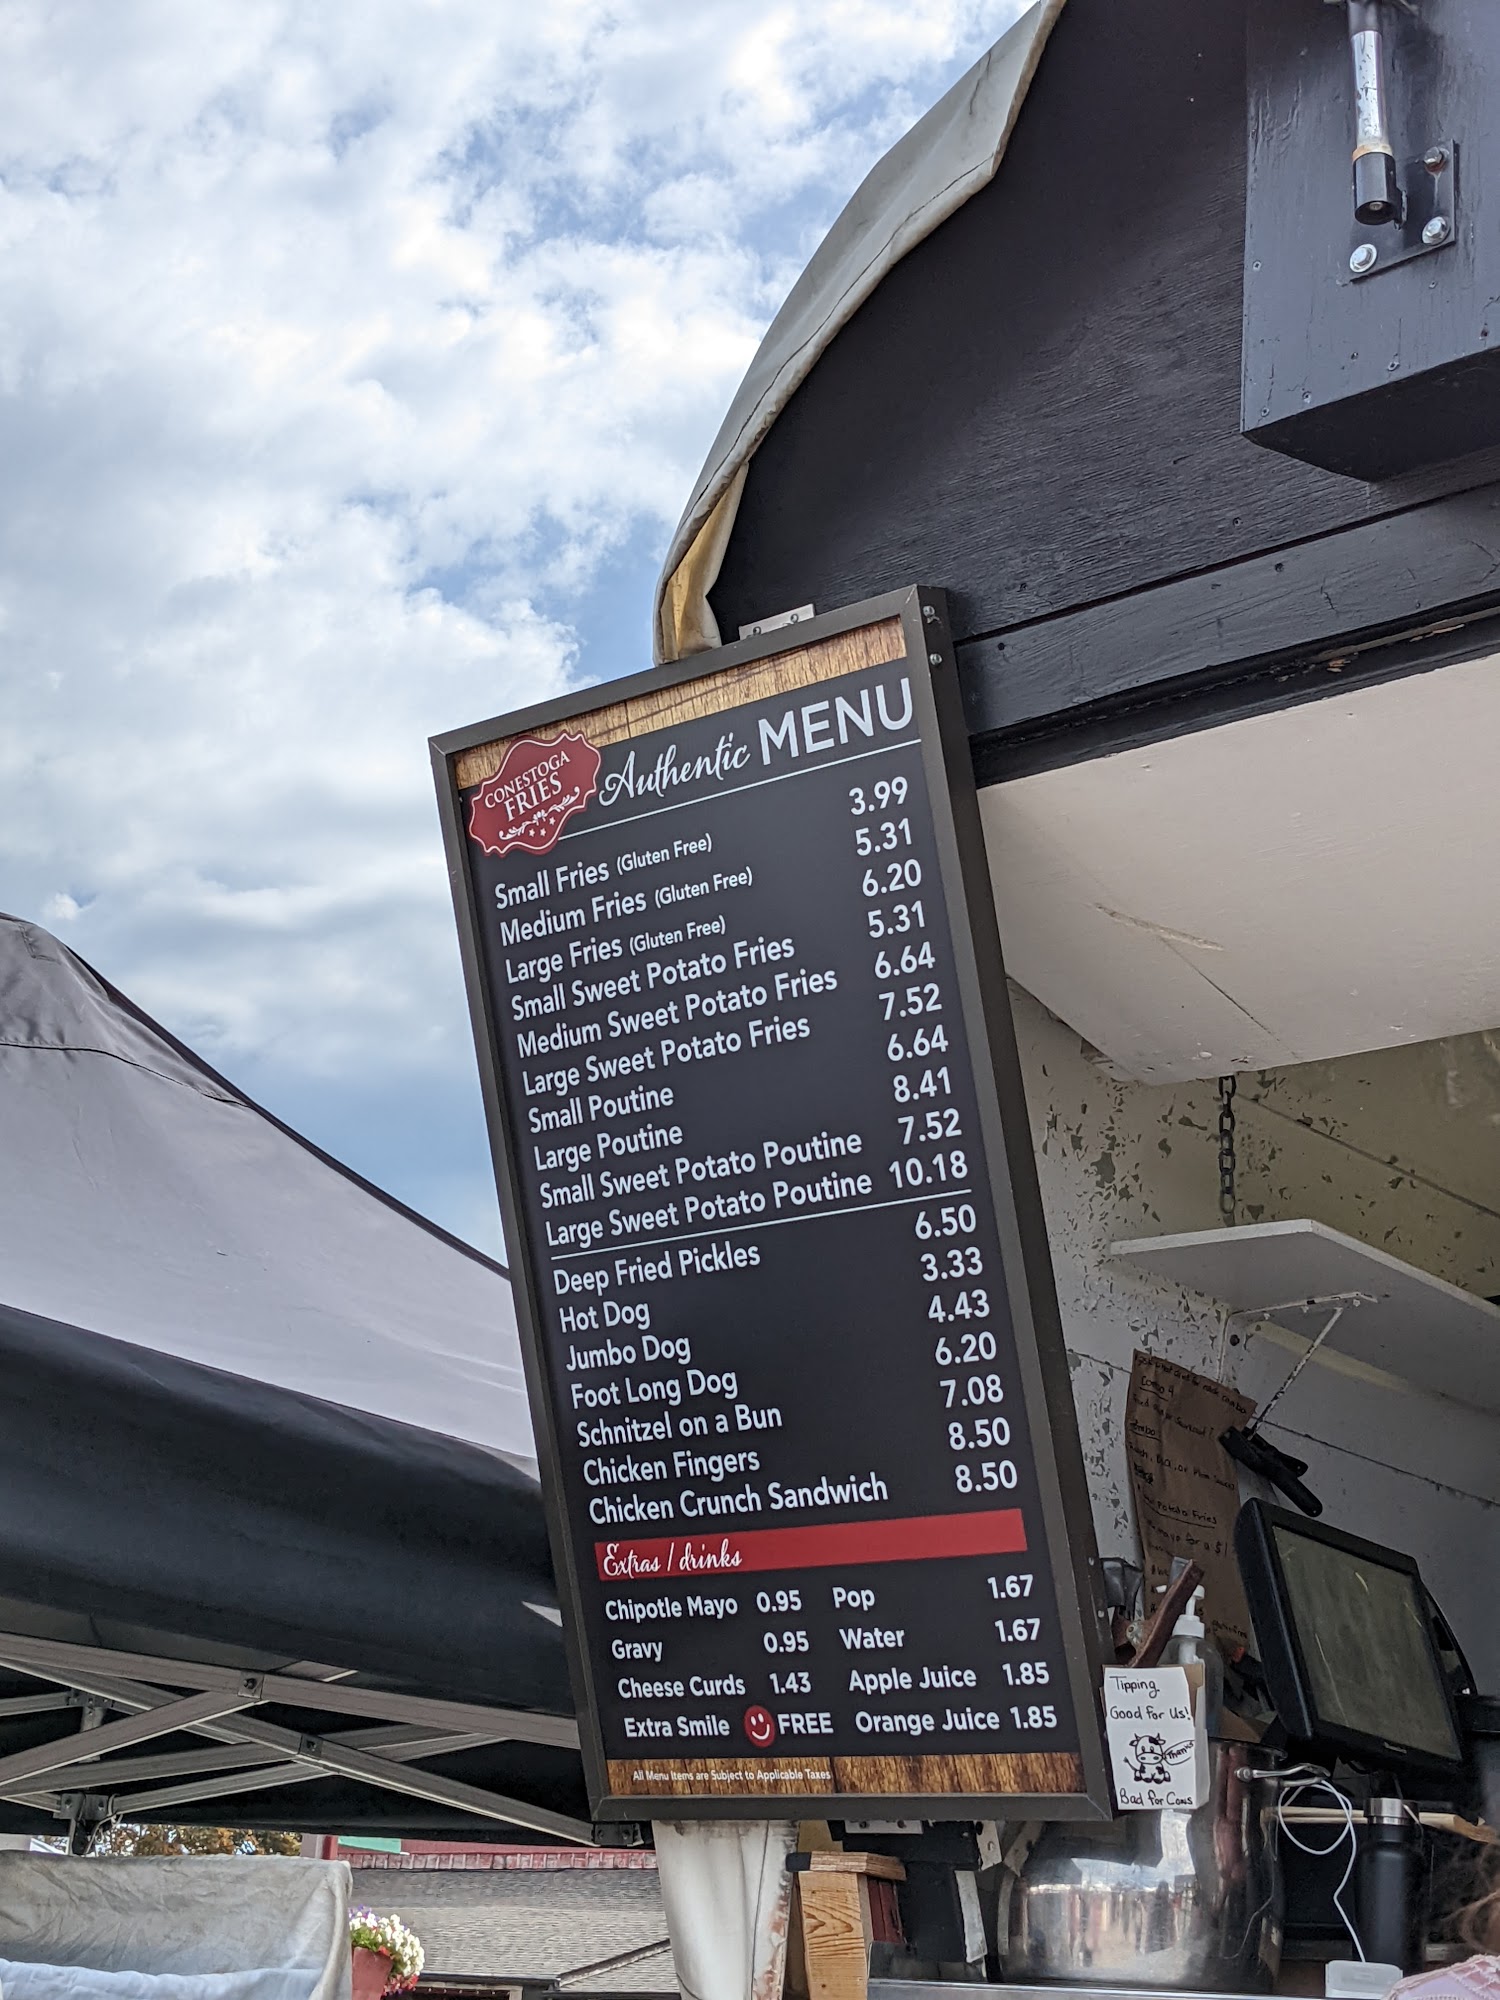 CONESTOGA
FRIES
Authentic MENU
Small Fries (Gluten Free) 3.99
Medium Fries (Gluten Free) 5.31
Large Fries (Gluten Free) 6.20
Small Sweet Potato Fries 5.31
Medium Sweet Potato Fries 6.64
Large Sweet Potato Fries 7.52
Small Poutine 6.64
Large Poutine 8.41
Small Sweet Potato Poutine 7.52
Large Sweet Potato Poutine 10.18
Deep Fried Pickles 6.50
Hot Dog 3.33
Jumbo Dog 4.43
Foot Long Dog 6.20
Schnitzel on a Bun 7.08
Chicken Fingers 8.50
Chicken Crunch Sandwich 8.50
Extras / drinks
Chipotle Mayo 0.95 Pop 1.67
Gravy 0.95 Water 1.67
Cheese Curds 1.43 Apple Juice 1.85
Extra Smile FREE Orange Juice 1.85
All Menu Items are Subject to Applicable Taxes
Tipping
Good For Us!
Thanks
Bad for Cows
Potato Fries